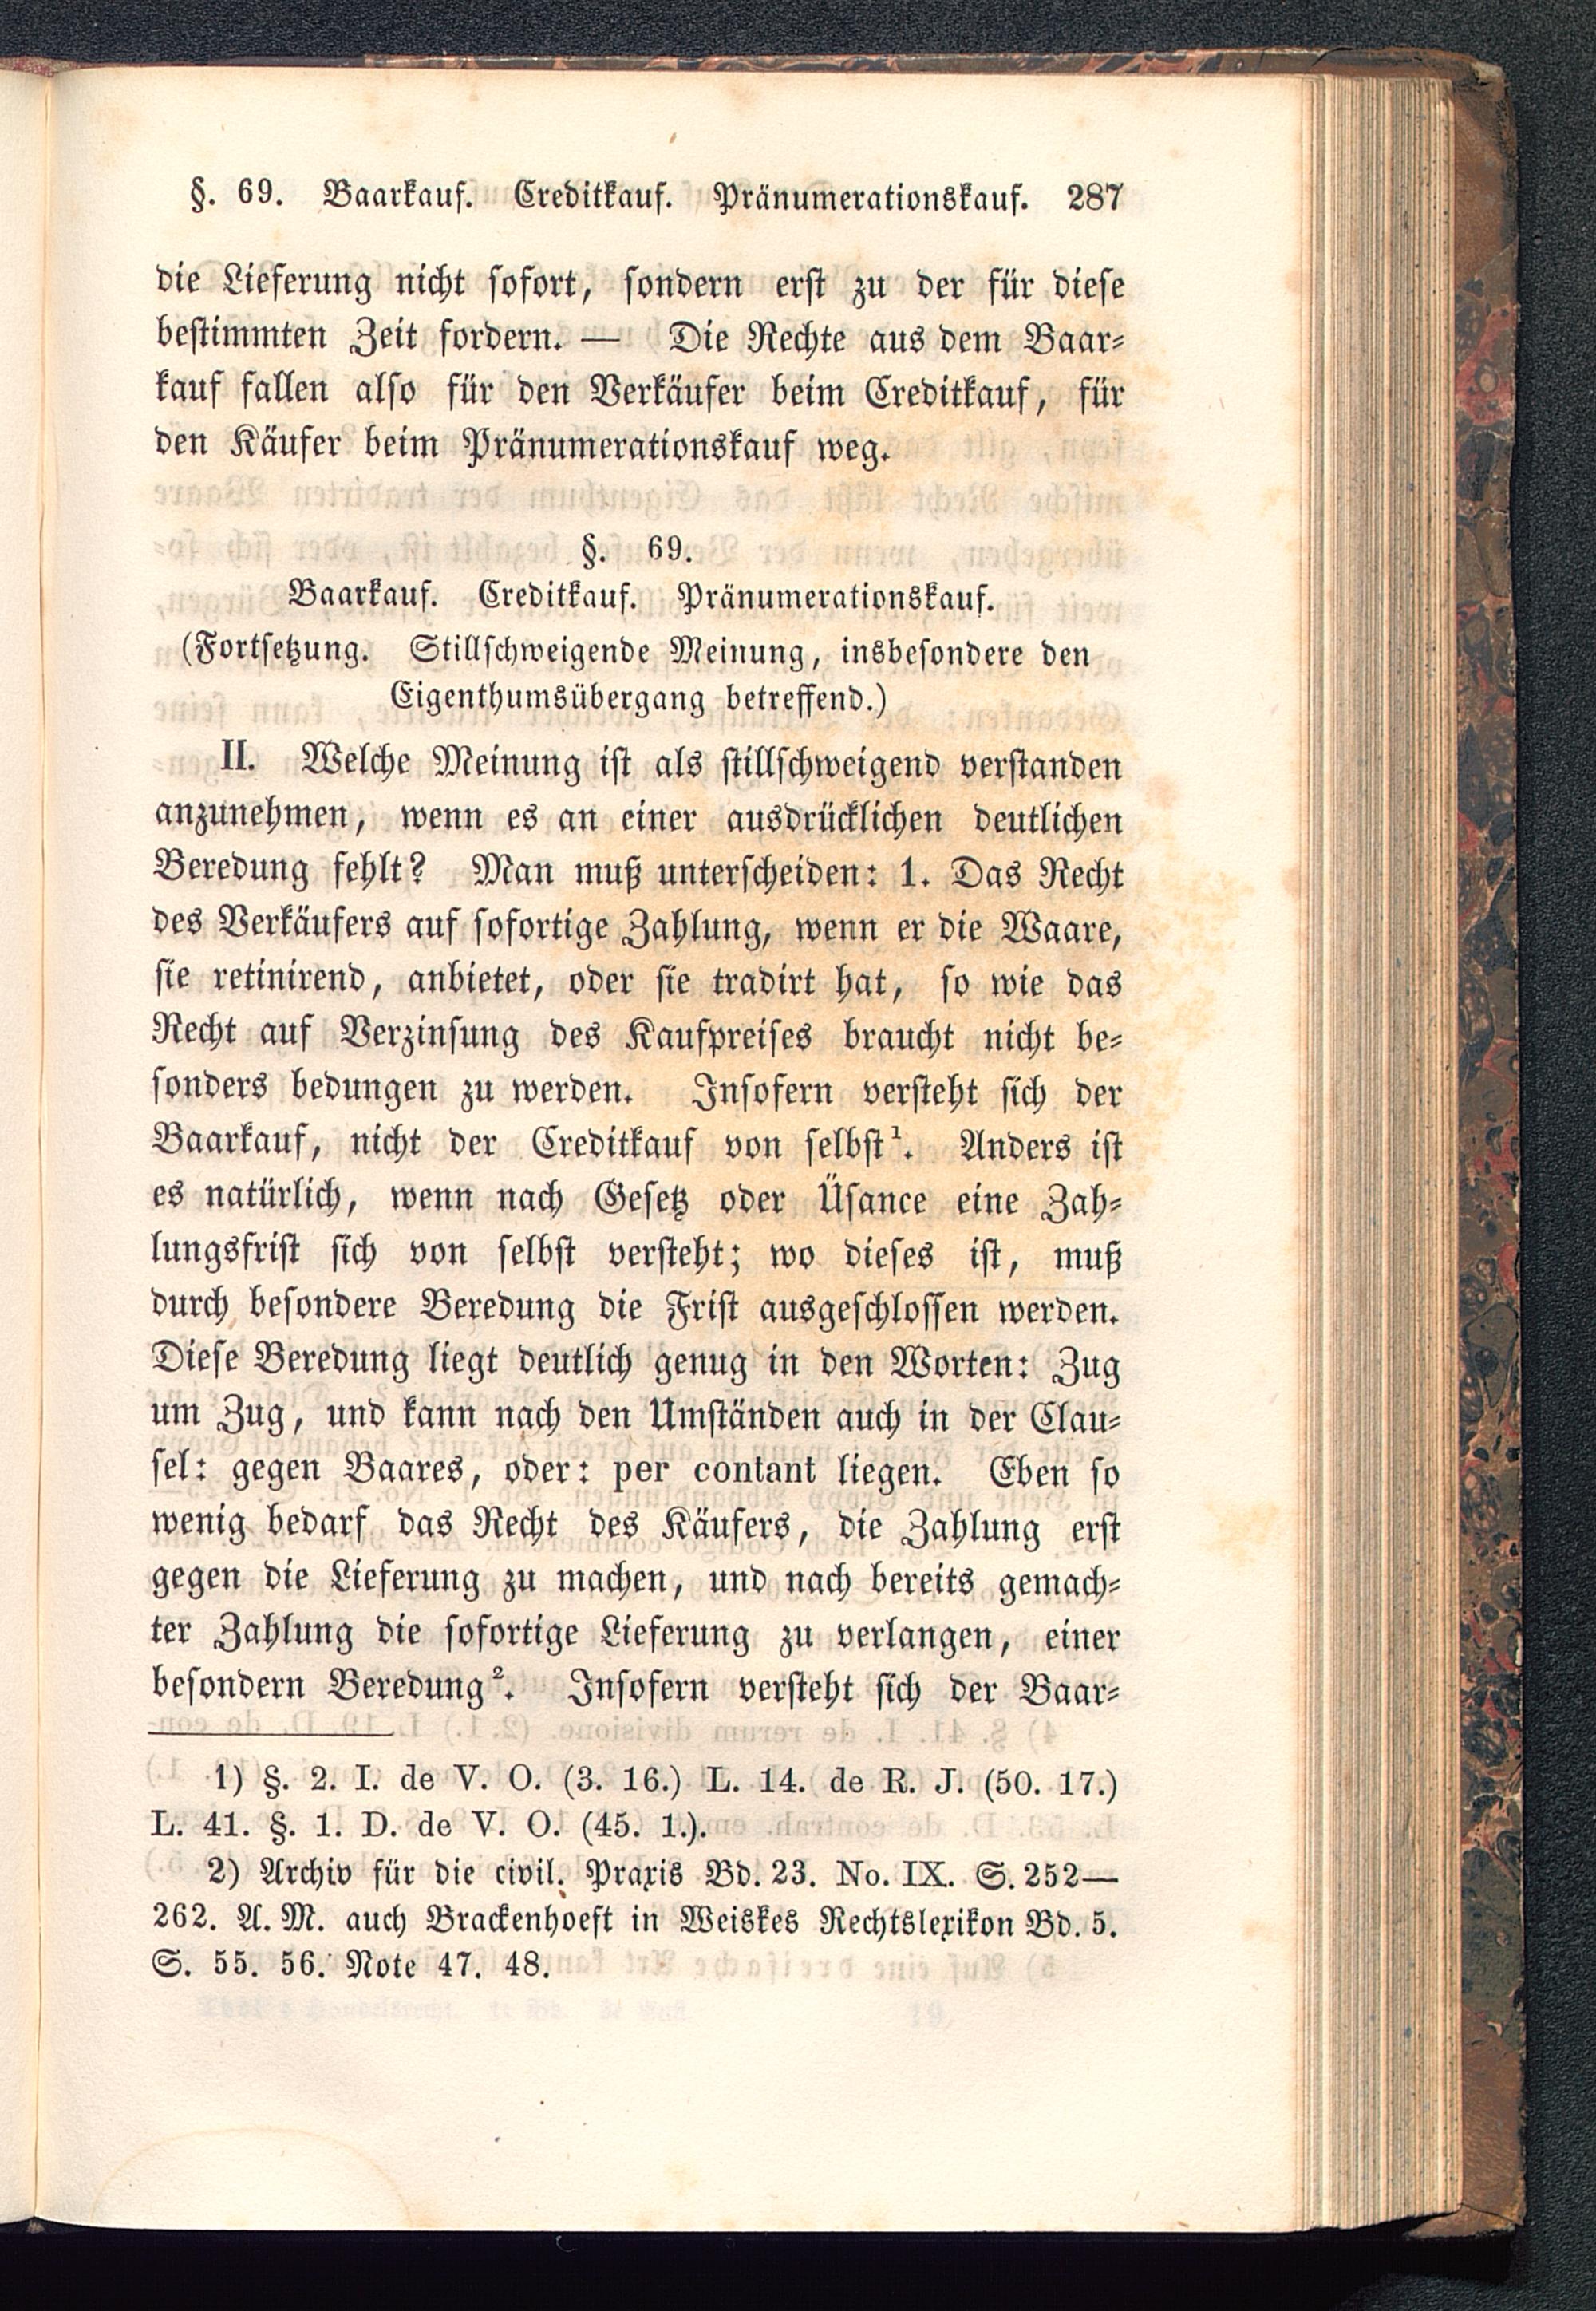 §. 69. Baarkauf. Creditkauf. Pränumerationskauf. 287
die Lieferung nicht sofort, sondern erst zu der für diese
bestimmten Zeit fordern. — Die Rechte aus dem Baar-
kauf fallen also für den Verkäufer beim Creditkauf, für
den Käufer beim Pränumerationskauf weg.
§. 69.
Baarkauf. Creditkauf. Pränumerationskauf.
(Fortsetzung. Stillschweigende Meinung, insbesondere den
Eigenthumsübergang betreffend.)
II. Welche Meinung ist als stillschweigend verstanden
anzunehmen, wenn es an einer ausdrücklichen deutlichen
Beredung fehlt? Man muß unterscheiden: 1. Das Recht
des Verkäufers auf sofortige Zahlung, wenn er die Waare,
sie retinirend, anbietet, oder sie tradirt hat, so wie das
Recht auf Verzinsung des Kaufpreises braucht nicht be-
sonders bedungen zu werden. Insofern versteht sich der
Baarkauf, nicht der Creditkauf von selbst¹. Anders ist
es natürlich, wenn nach Gesetz oder Üsance eine Zah-
lungsfrist sich von selbst versteht; wo dieses ist, muß
durch besondere Beredung die Frist ausgeschlossen werden.
Diese Beredung liegt deutlich genug in den Worten: Zug
um Zug, und kann nach den Umständen auch in der Clau-
sel: gegen Baares, oder: per contant liegen. Eben so
wenig bedarf das Recht des Käufers, die Zahlung erst
gegen die Lieferung zu machen, und nach bereits gemach-
ter Zahlung die sofortige Lieferung zu verlangen, einer
besondern Beredung². Insofern versteht sich der Baar-
1) §. 2. I. de V. O. (3. 16.) L. 14. de R. J. (50. 17.)
L. 41. §. 1. D. de V. O. (45. 1.).
2) Archiv für die civil. Praxis Bd. 23. No. IX. S. 252—
262. A. M. auch Brackenhoeft in Weiskes Rechtslexikon Bd. 5.
S. 55. 56. Note 47. 48.